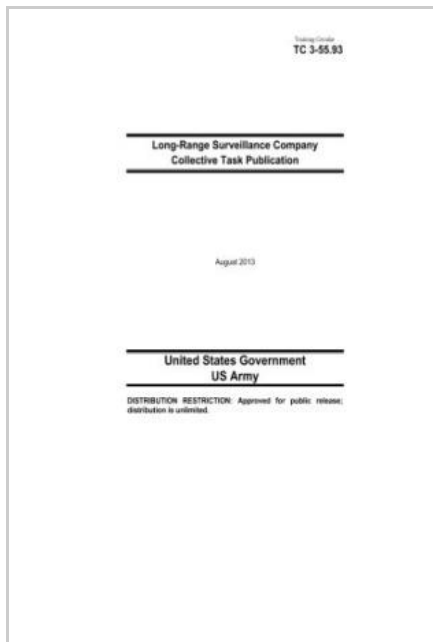 Training Circular
TC 3-55.93
Long-Range Surveillance Company
Collective Task Publication
August 2013
United States Government
US Army
DISTRIBUTION RESTRICTION: Approved for public release;
distribution is unlimited.